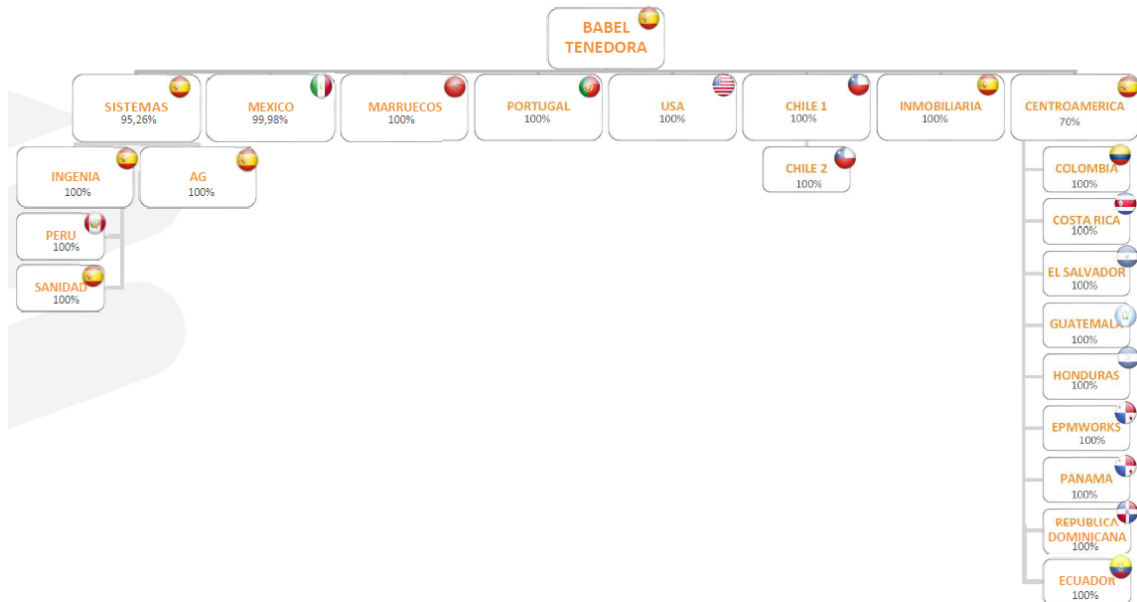 BABEL
TENEDORA
SISTEMAS
95,26%
MEXICO
99,98%
MARRUECOS
100%
PORTUGAL
100%
USA
100%
CHILE 1
100%
INMOBILIARIA
100%
CENTROAMERICA
70%
INGENIA
100%
AG
100%
PERU
100%
SANIDAD
100%
CHILE 2
100%
COLOMBIA
100%
COSTA RICA
100%
EL SALVADOR
100%
GUATEMALA
100%
HONDURAS
100%
EPMWORKS
100%
PANAMA
100%
REPUBLICA
DOMINICANA
100%
ECUADOR
100%